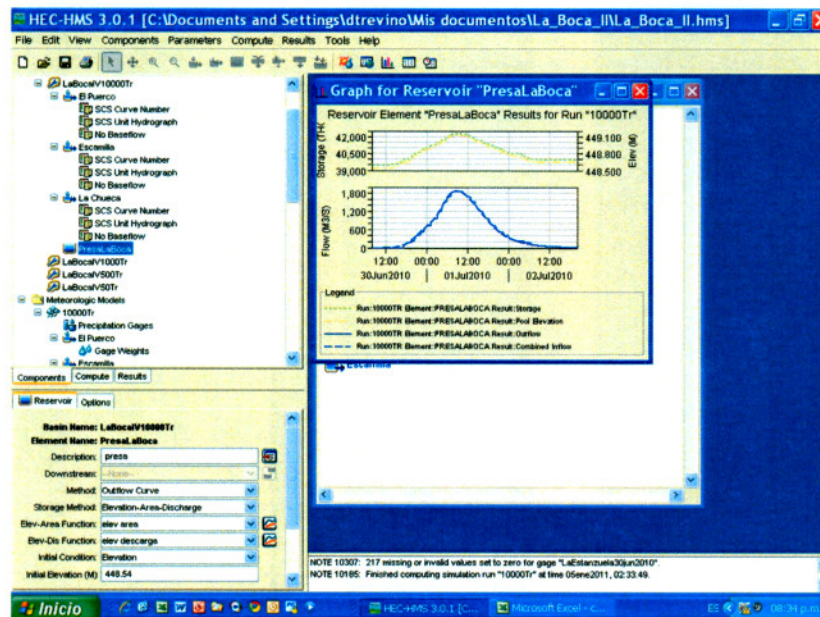 HEC-HMS 3.0.1 [C:\Documents and Settings\dtrevino\Mis documentos\La_Boca_II\La_Boca_II.hms]
File Edit View Components Parameters Compute Results Tools Help
LaBocaIV10000Tr
El Puerco
SCS Curve Number
SCS Unit Hydrograph
No Baseflow
Escamilla
SCS Curve Number
SCS Unit Hydrograph
No Baseflow
La Chueca
SCS Curve Number
SCS Unit Hydrograph
No Baseflow
PresaLaBoca
LaBocaIV1000Tr
LaBocaIV500Tr
LaBocaIV50Tr
Meteorologic Models
10000Tr
Precipitation Gages
El Puerco
Gage Weights
Escamilla
Components Compute Results
Reservoir Options
Basin Name: LaBocaIV10000Tr
Element Name: PresaLaBoca
Description: presa
Downstream: --None--
Method: Outflow Curve
Storage Method: Elevation-Area-Discharge
Elev-Area Function: elev area
Elev-Dis Function: elev descarga
Initial Condition: Elevation
Initial Elevation (M) 448.54
Graph for Reservoir "PresaLaBoca"
Reservoir Element "PresaLaBoca" Results for Run "10000Tr"
Storage (TH
42,000
40,500
39,000
449.100
448.800
448.500
Elev (M)
Flow (M3/S)
1,800
1,200
600
0
12:00 00:00 12:00 00:00 12:00
30Jun2010 | 01Jul2010 | 02Jul2010
Legend
Run:10000TR Element:PRESALABOCA Result:Storage
Run:10000TR Element:PRESALABOCA Result:Pool Elevation
Run:10000TR Element:PRESALABOCA Result:Outflow
Run:10000TR Element:PRESALABOCA Result:Combined Inflow
Escamilla
NOTE 10307: 217 missing or invalid values set to zero for gage "LaEstanzuela30jun2010".
NOTE 10185: Finished computing simulation run "10000Tr" at time 05ene2011, 02:33:49.
Inicio
HEC-HMS 3.0.1 [C...
Microsoft Excel - c...
ES
08:34 p.m.